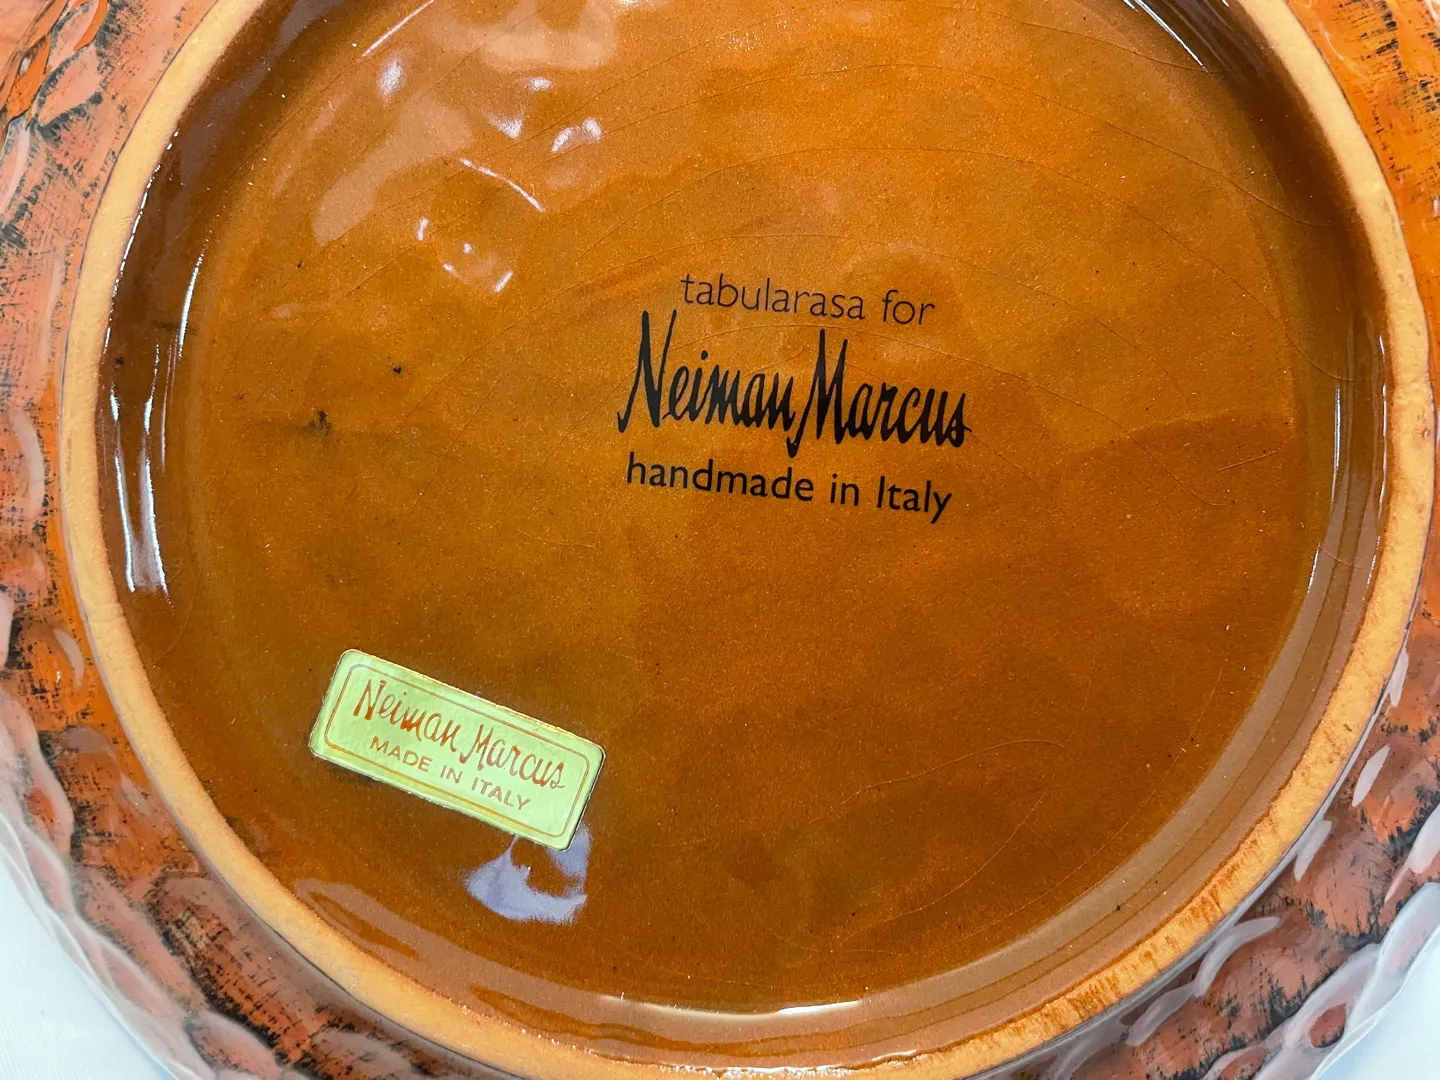 tabularasa for
Neiman Marcus
handmade in Italy
Neiman Marcus
MADE IN ITALY